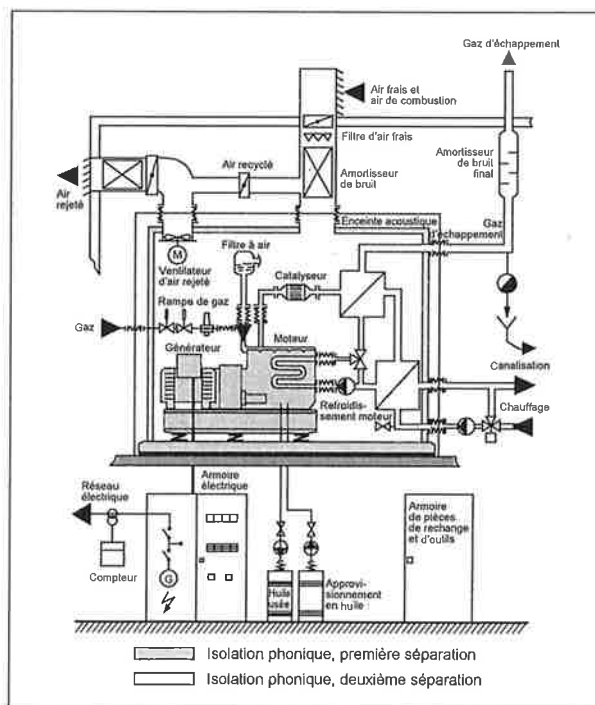 Gaz d'échappement
Air frais et
air de combustion
Filtre d'air frais
Amortisseur
de bruit
final
Air recyclé
Amortisseur
de bruit
Air
rejeté
Enceinte acoustique
Gaz
d'échappement
Filtre à air
M
Ventilateur
d'air rejeté
Catalyseur
Rampe de gaz
Gaz
Générateur
Moteur
Canalisation
Refroidis-
sement moteur
Chauffage
Réseau
électrique
Armoire
électrique
Armoire
de pièces
de rechange
et d'outils
Compteur
G
Huile
usée
Approvi-
sionnement
en huile
Isolation phonique, première séparation
Isolation phonique, deuxième séparation